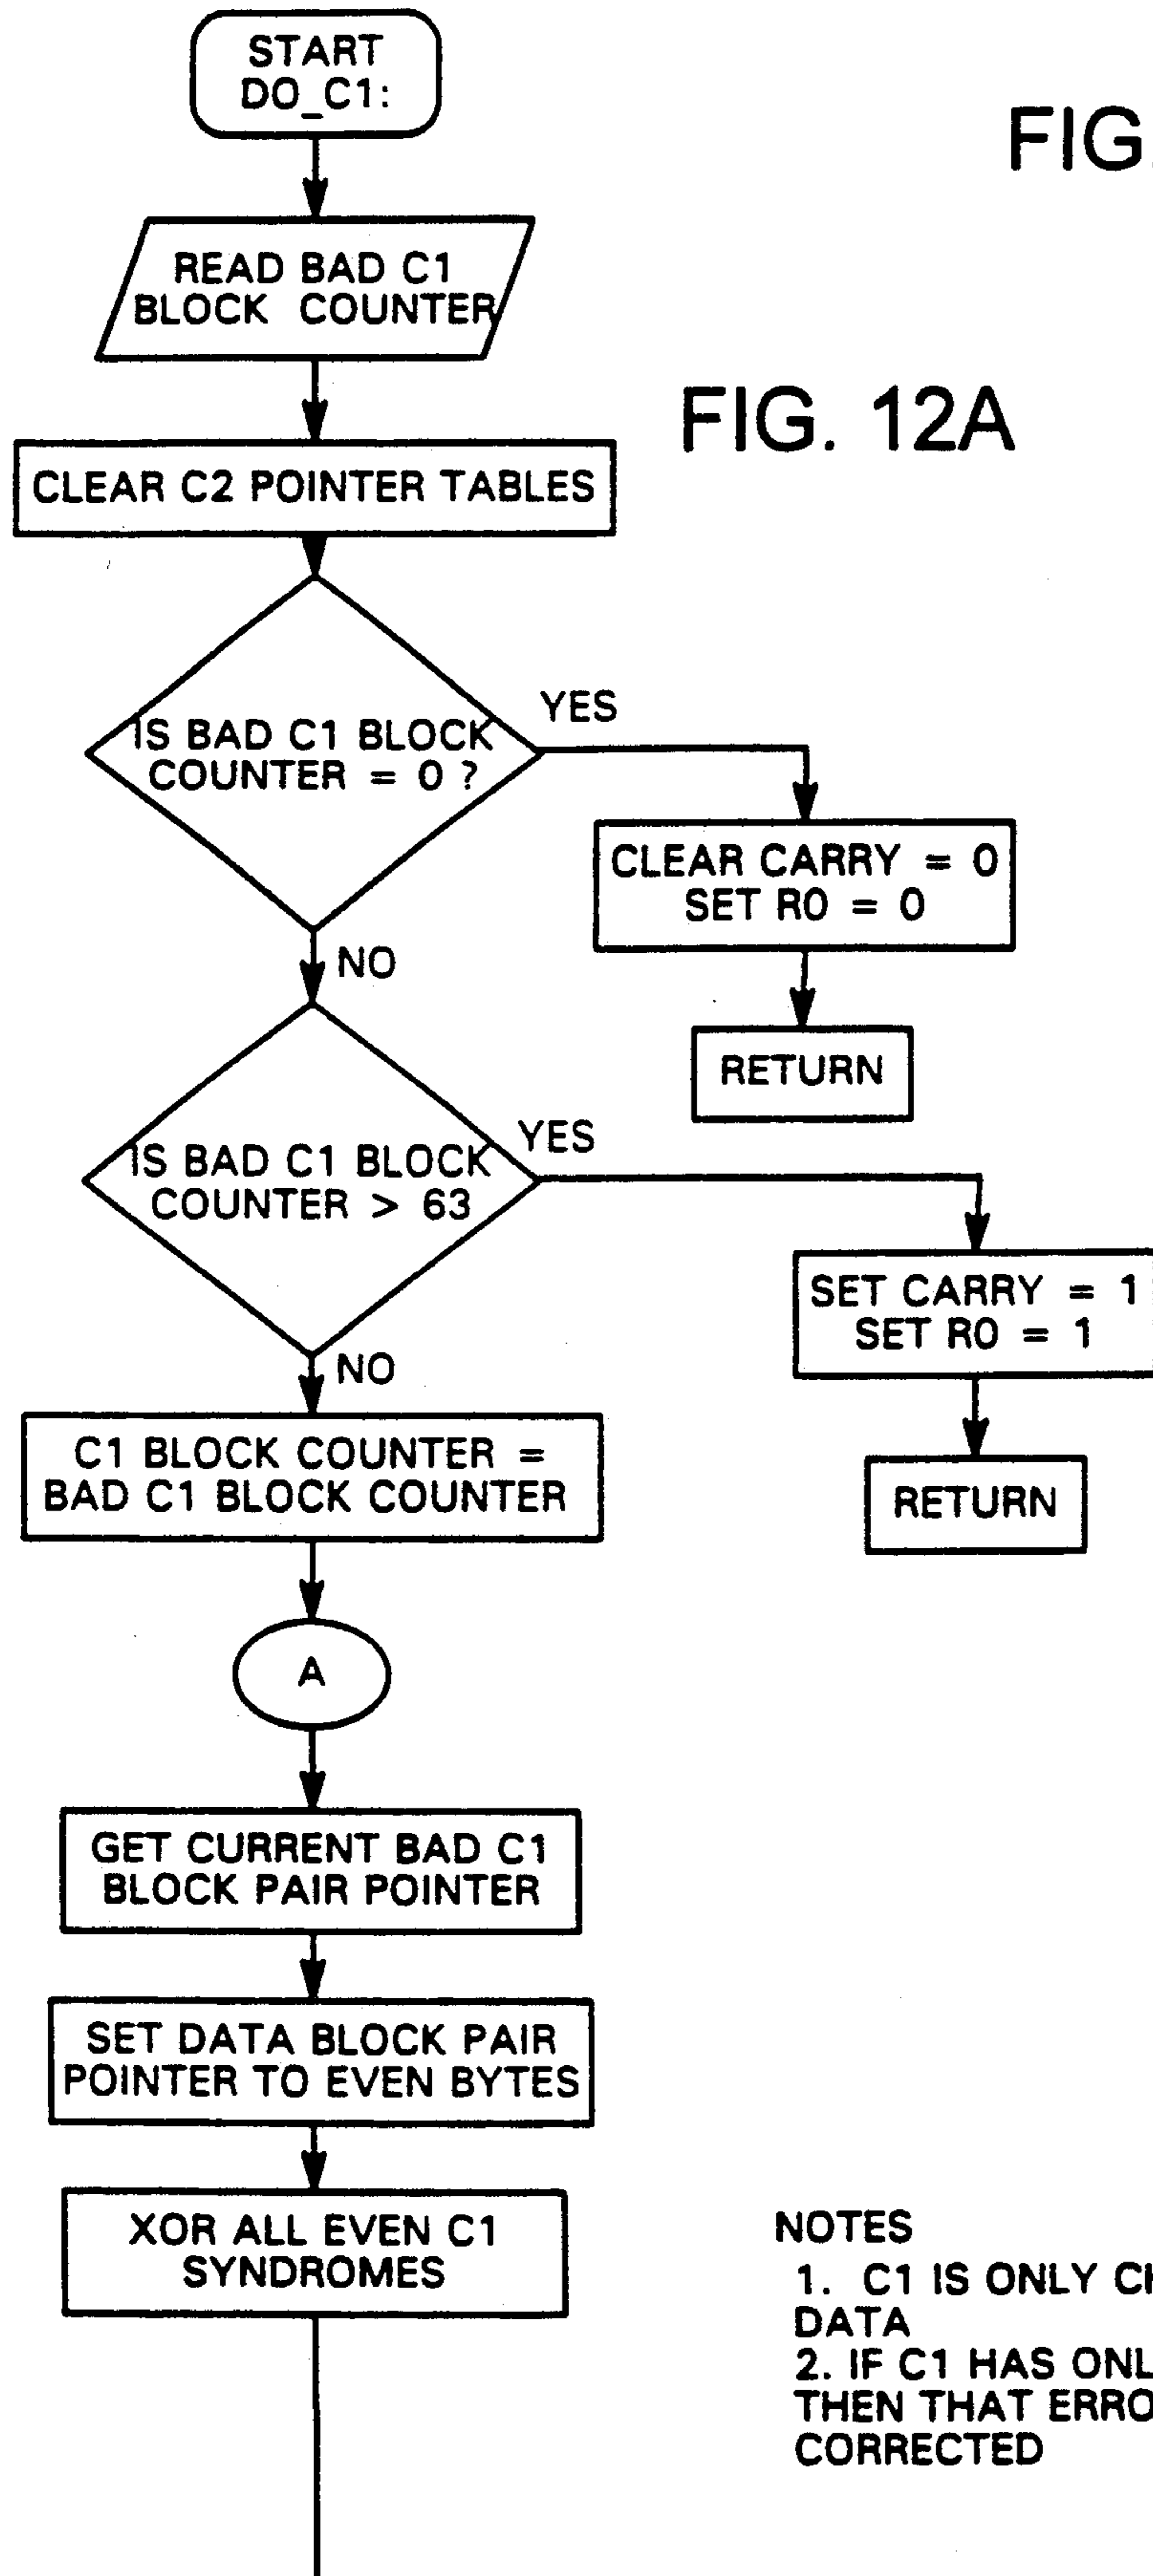 START
DO_C1:
FIG.
READ BAD C1
BLOCK COUNTER
FIG. 12A
CLEAR C2 POINTER TABLES
IS BAD C1 BLOCK
COUNTER = 0 ?
YES
CLEAR CARRY = 0
SET R0 = 0
NO
RETURN
IS BAD C1 BLOCK
COUNTER > 63
YES
SET CARRY = 1
SET R0 = 1
NO
RETURN
C1 BLOCK COUNTER =
BAD C1 BLOCK COUNTER
A
GET CURRENT BAD C1
BLOCK PAIR POINTER
SET DATA BLOCK PAIR
POINTER TO EVEN BYTES
XOR ALL EVEN C1
SYNDROMES
NOTES
1. C1 IS ONLY
DATA
2. IF C1 HAS
THEN THAT
CORRECTED